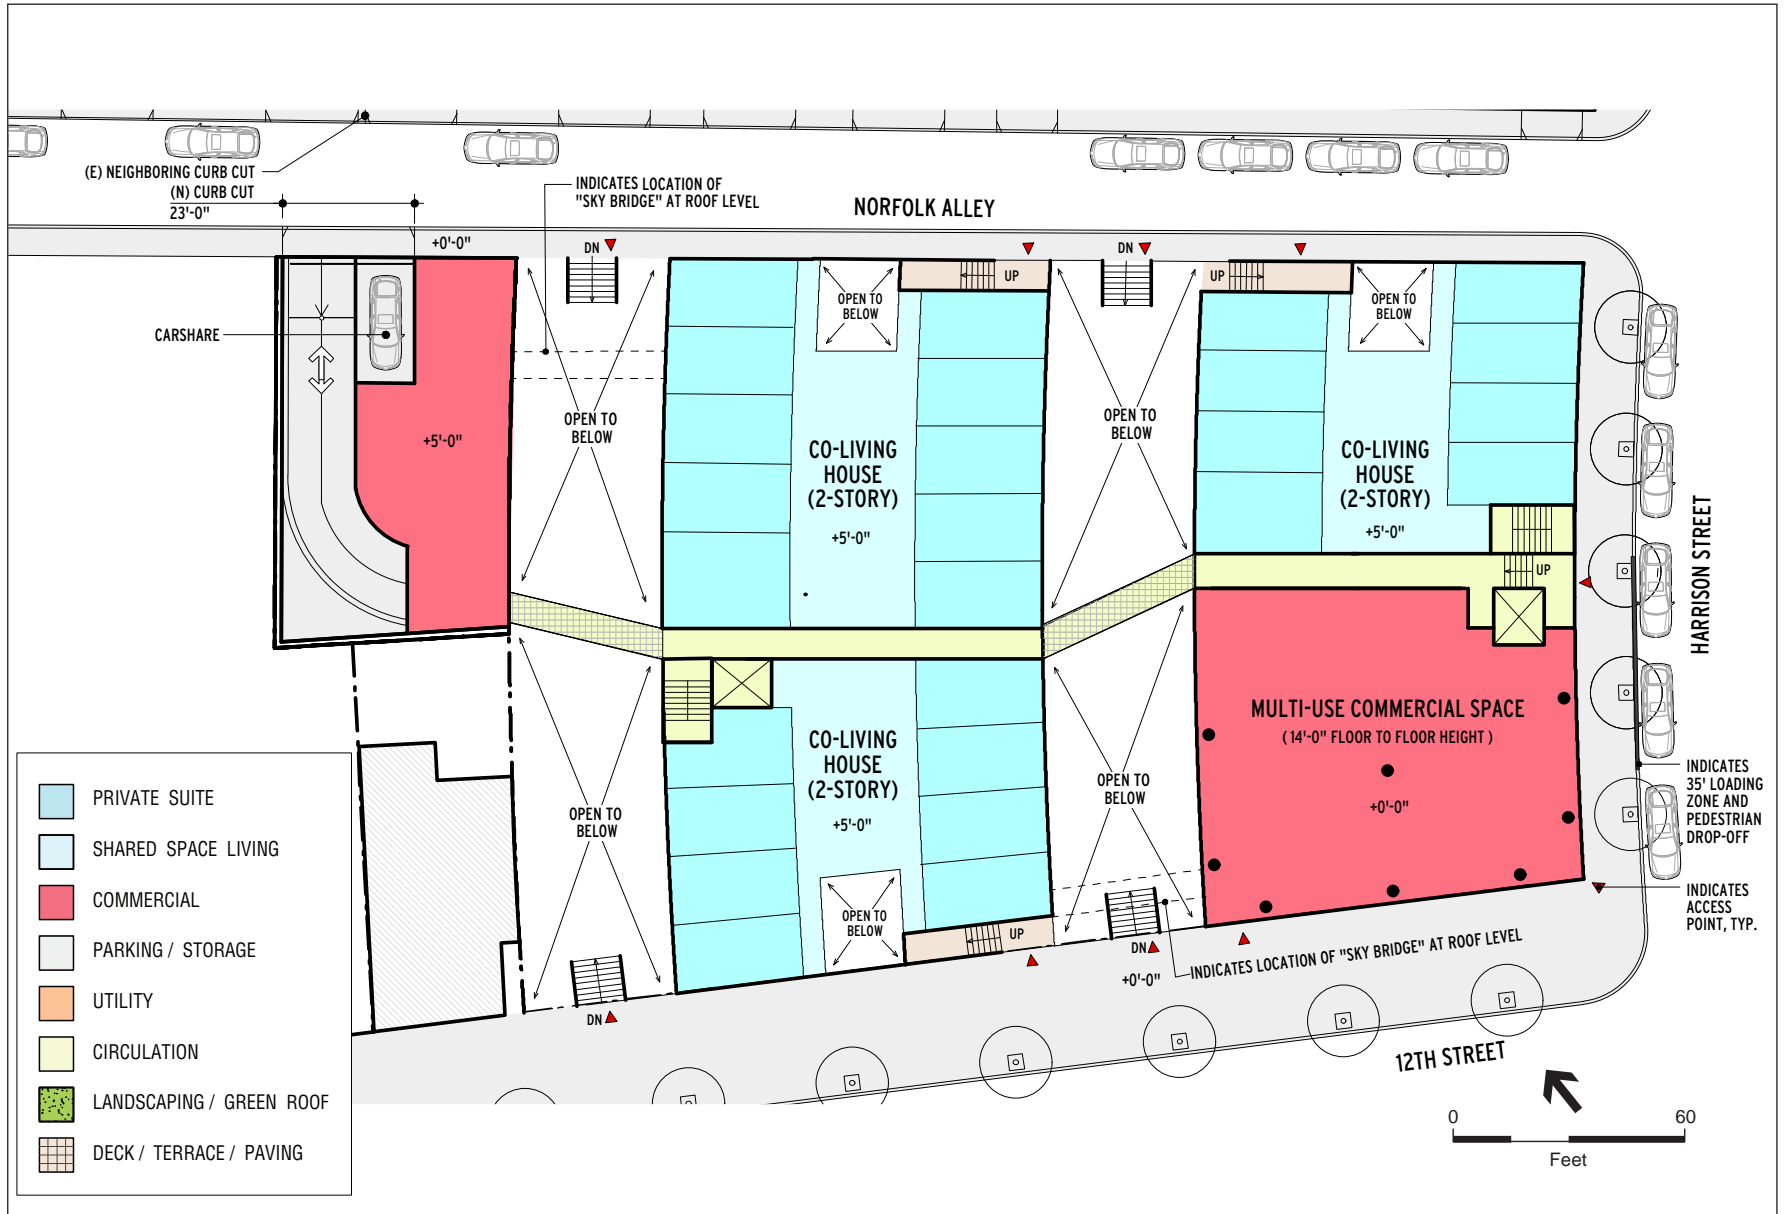 (E) NEIGHBORING CURB CUT
(N) CURB CUT
23'-0"
INDICATES LOCATION OF
"SKY BRIDGE" AT ROOF LEVEL
NORFOLK ALLEY
+0'-0"
DN
DN
UP
UP
OPEN TO
BELOW
OPEN TO
BELOW
CARSHARE
+5'-0"
OPEN TO
BELOW
OPEN TO
BELOW
CO-LIVING
HOUSE
(2-STORY)
+5'-0"
CO-LIVING
HOUSE
(2-STORY)
+5'-0"
UP
HARRISON STREET
CO-LIVING
HOUSE
(2-STORY)
+5'-0"
MULTI-USE COMMERCIAL SPACE
(14'-0" FLOOR TO FLOOR HEIGHT)
+0'-0"
OPEN TO
BELOW
OPEN TO
BELOW
OPEN TO
BELOW
UP
DN
DN
+0'-0"
INDICATES LOCATION OF "SKY BRIDGE" AT ROOF LEVEL
INDICATES
35' LOADING
ZONE AND
PEDESTRIAN
DROP-OFF
INDICATES
ACCESS
POINT, TYP.
12TH STREET
0 60
Feet
PRIVATE SUITE
SHARED SPACE LIVING
COMMERCIAL
PARKING / STORAGE
UTILITY
CIRCULATION
LANDSCAPING / GREEN ROOF
DECK / TERRACE / PAVING